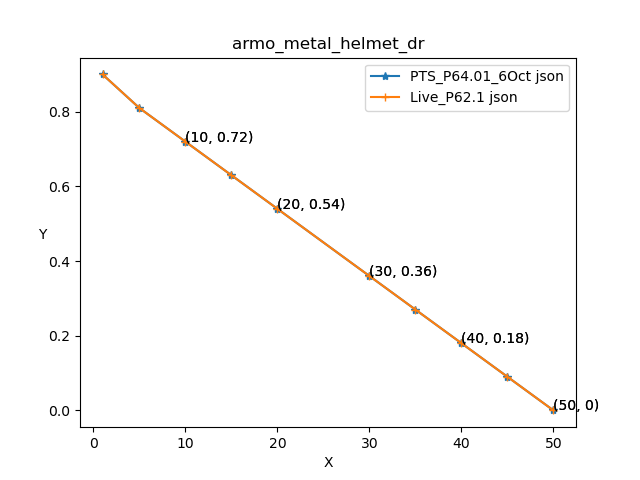 armo_metal_helmet_dr
PTS_P64.01_6Oct json
Live_P62.1 json
(10, 0.72)
(20, 0.54)
(30, 0.36)
(40, 0.18)
(50, 0)
0.8
0.6
0.4
0.2
0.0
Y
0 10 20 30 40 50
X